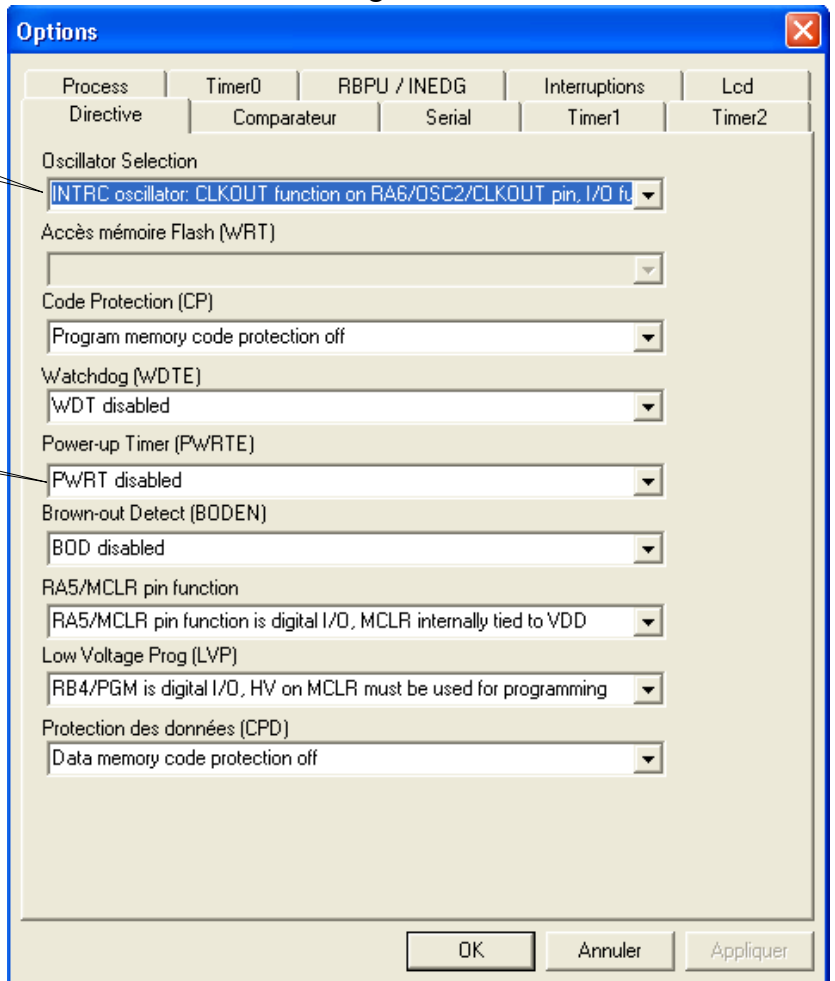 Options
Process Timer0 RBPU / INEDG Interruptions Lcd
Directive Comparateur Serial Timer1 Timer2
Oscillator Selection
INTRC oscillator: CLKOUT function on RA6/OSC2/CLKOUT pin, I/O fu
Accès mémoire Flash (WRT)
Code Protection (CP)
Program memory code protection off
Watchdog (WDTE)
WDT disabled
Power-up Timer (PWRTE)
PWRT disabled
Brown-out Detect (BODEN)
BOD disabled
RA5/MCLR pin function
RA5/MCLR pin function is digital I/O, MCLR internally tied to VDD
Low Voltage Prog (LVP)
RB4/PGM is digital I/O, HV on MCLR must be used for programming
Protection des données (CPD)
Data memory code protection off
OK Annuler Appliquer